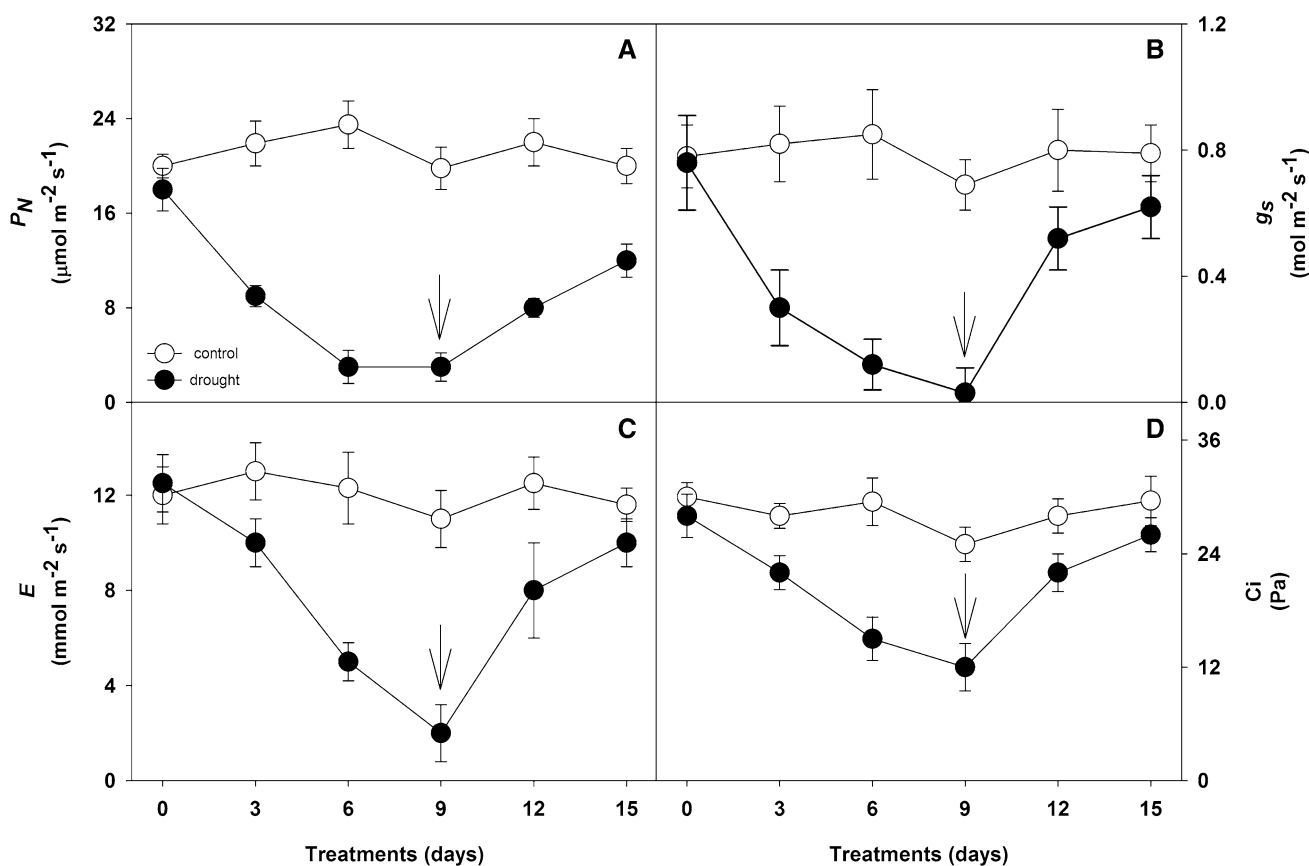 A
32
24
16
8
0
P_N
(μmol m⁻² s⁻¹)
control
drought
B
1.2
0.8
0.4
0.0
g_s
(mol m⁻² s⁻¹)
C
12
8
4
0
E
(mmol m⁻² s⁻¹)
0 3 6 9 12 15
Treatments (days)
D
36
24
12
0
Ci
(Pa)
0 3 6 9 12 15
Treatments (days)